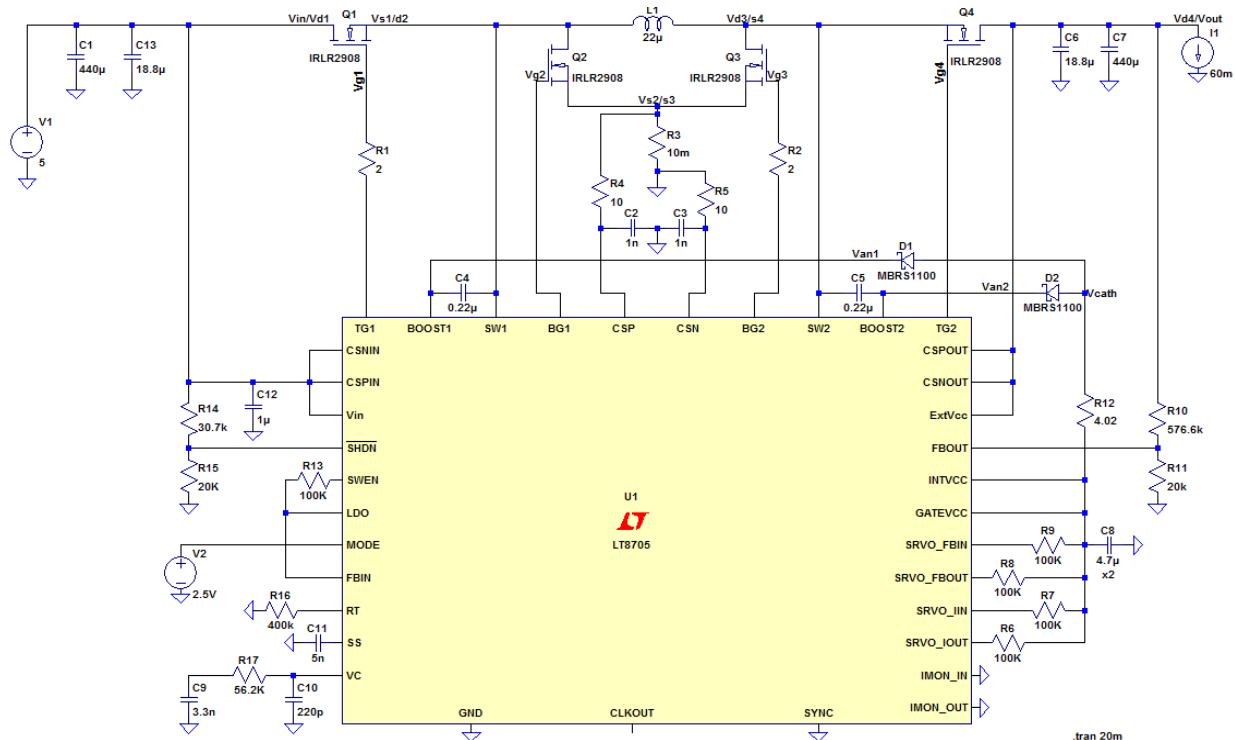 Vin/Vd1
Q1
Vs1/d2
L1
Vd3/s4
Q4
Vd4/Vout
C1
440µ
C13
18.8µ
IRLR2908
Vg1
22µ
Q2
IRLR2908
Vg2
Q3
IRLR2908
Vg3
Vg4
IRLR2908
C6
18.8µ
C7
440µ
I1
60m
Vs2/s3
V1
5
R1
2
R3
10m
R2
2
R4
10
R5
10
C2
1n
C3
1n
Van1
D1
MBRS1100
C4
0.22µ
C5
0.22µ
Van2
D2
MBRS1100
Vcath
TG1
BOOST1
SW1
BG1
CSP
CSN
BG2
SW2
BOOST2
TG2
CSNIN
CSPOUT
CSPIN
CSNOUT
C12
1µ
R14
30.7k
Vin
ExtVcc
R12
4.02
R10
576.6k
SHDN
FBOUT
R15
20K
R13
100K
SWEN
INTVCC
R11
20k
U1
LT8705
LDO
GATEVCC
V2
2.5V
MODE
SRVO_FBIN
R9
100K
C8
4.7µ
x2
FBIN
SRVO_FBOUT
R8
100K
R16
400k
RT
SRVO_IIN
R7
100K
C11
5n
SS
SRVO_IOUT
R6
100K
R17
56.2K
VC
IMON_IN
C9
3.3n
C10
220p
IMON_OUT
GND
CLKOUT
SYNC
.tran 20m